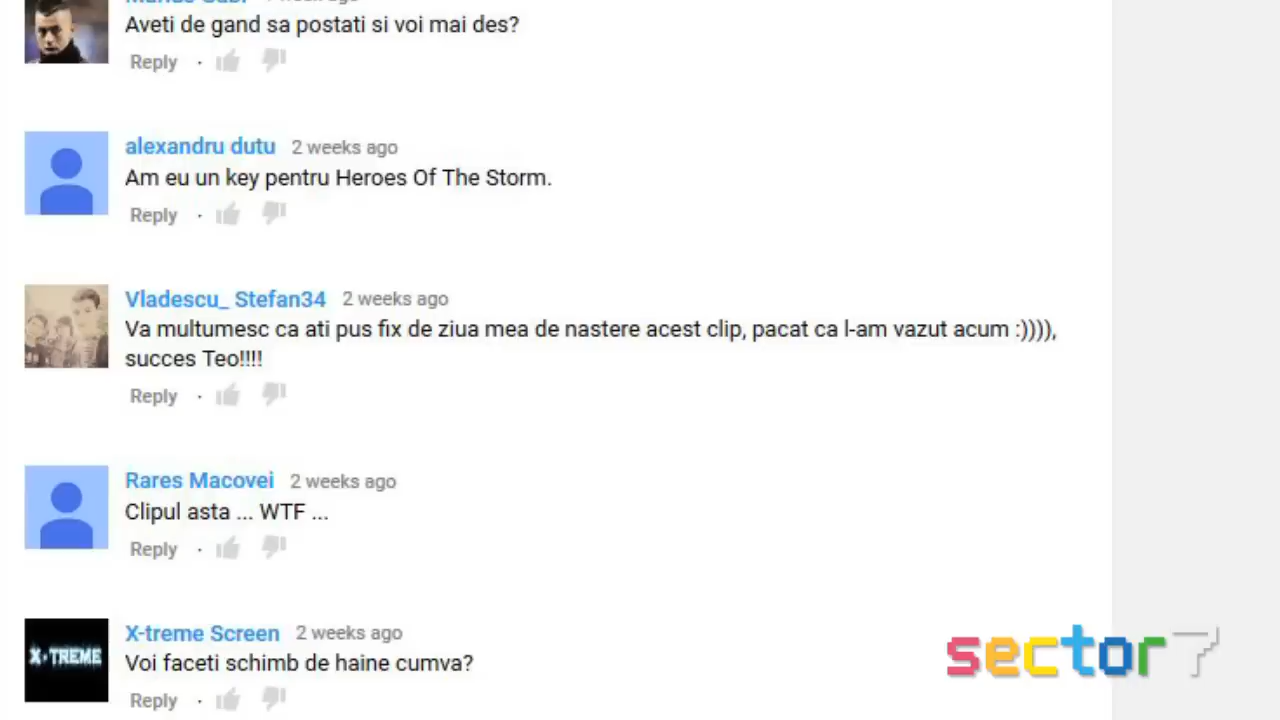 Aveti de gand sa postati si voi mai des?
Reply ·
alexandru dutu 2 weeks ago
Am eu un key pentru Heroes Of The Storm.
Reply ·
Vladescu_ Stefan34 2 weeks ago
Va multumesc ca ati pus fix de ziua mea de nastere acest clip, pacat ca l-am vazut acum :)))),
succes Teo!!!!
Reply ·
Rares Macovei 2 weeks ago
Clipul asta ... WTF ...
Reply ·
X-TREME
X-treme Screen 2 weeks ago
Voi faceti schimb de haine cumva?
Reply ·
sector 7